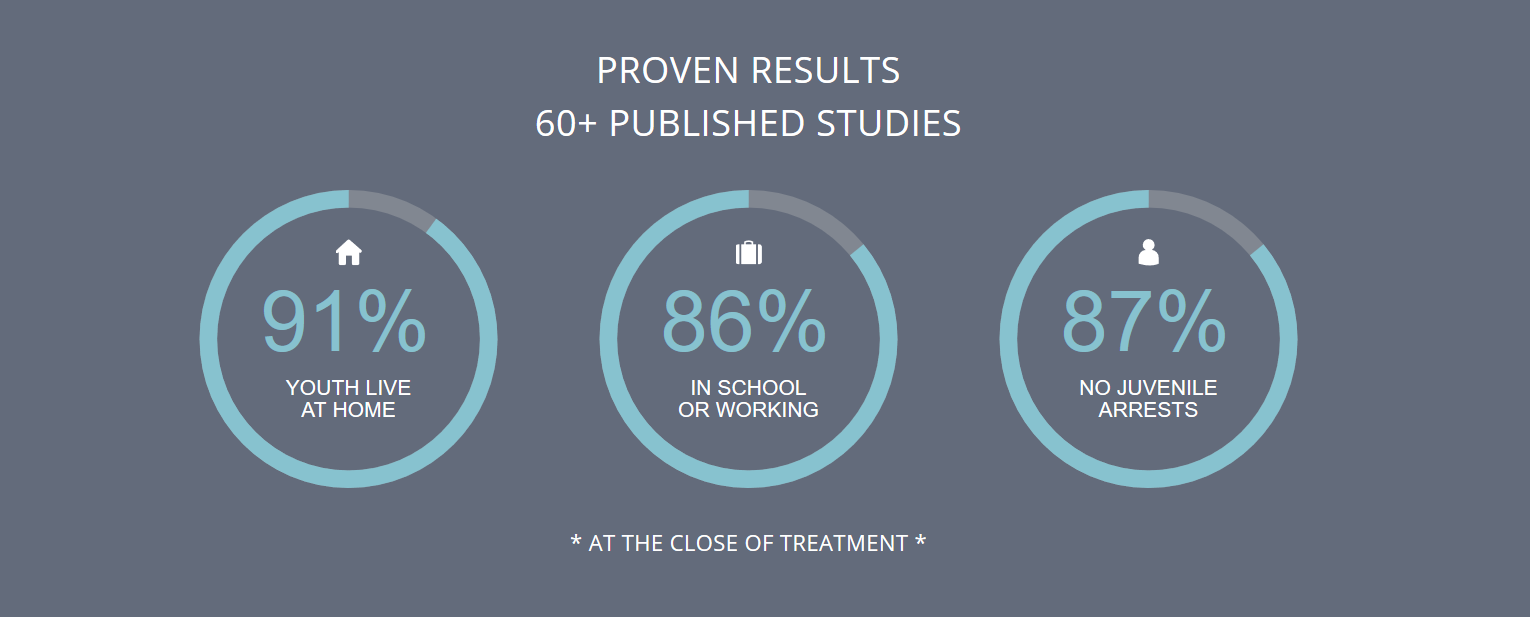 PROVEN RESULTS
60+ PUBLISHED STUDIES
91%
YOUTH LIVE
AT HOME
86%
IN SCHOOL
OR WORKING
87%
NO JUVENILE
ARRESTS
* AT THE CLOSE OF TREATMENT *